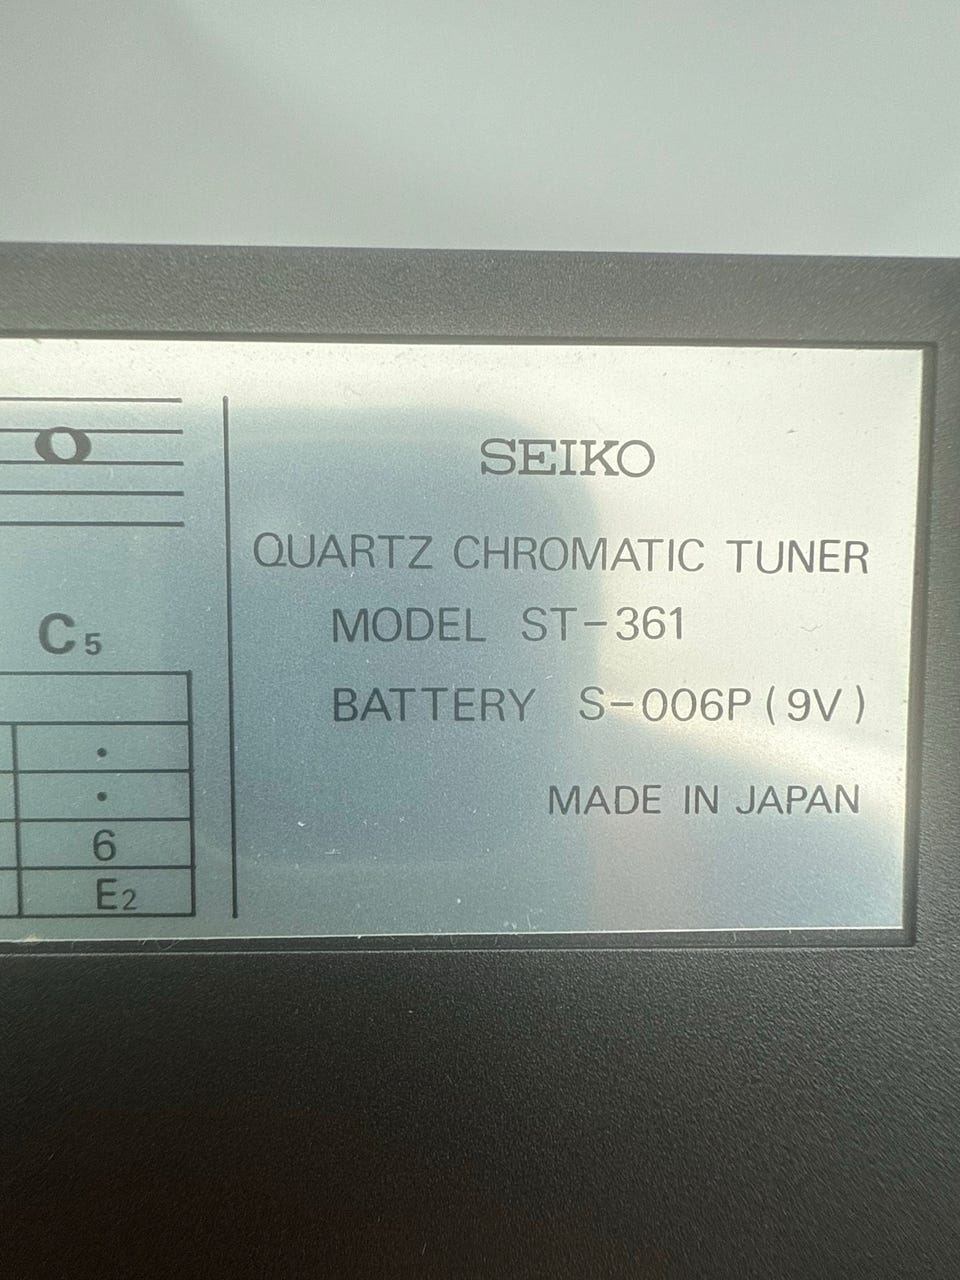 SEIKO
QUARTZ CHROMATIC TUNER
MODEL ST-361
BATTERY S-006P (9V)
MADE IN JAPAN
C5
•
•
6
E2